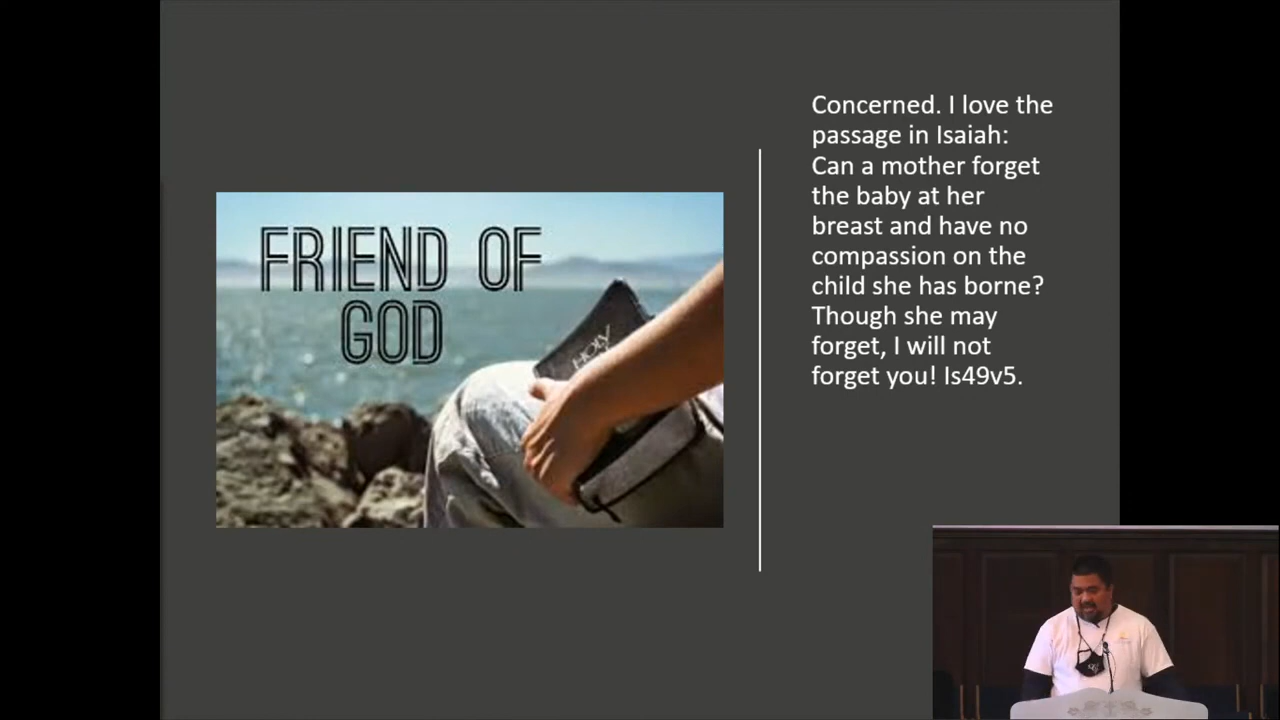 FRIEND OF
GOD
HOLY
Concerned. I love the
passage in Isaiah:
Can a mother forget
the baby at her
breast and have no
compassion on the
child she has borne?
Though she may
forget, I will not
forget you! Is49v5.